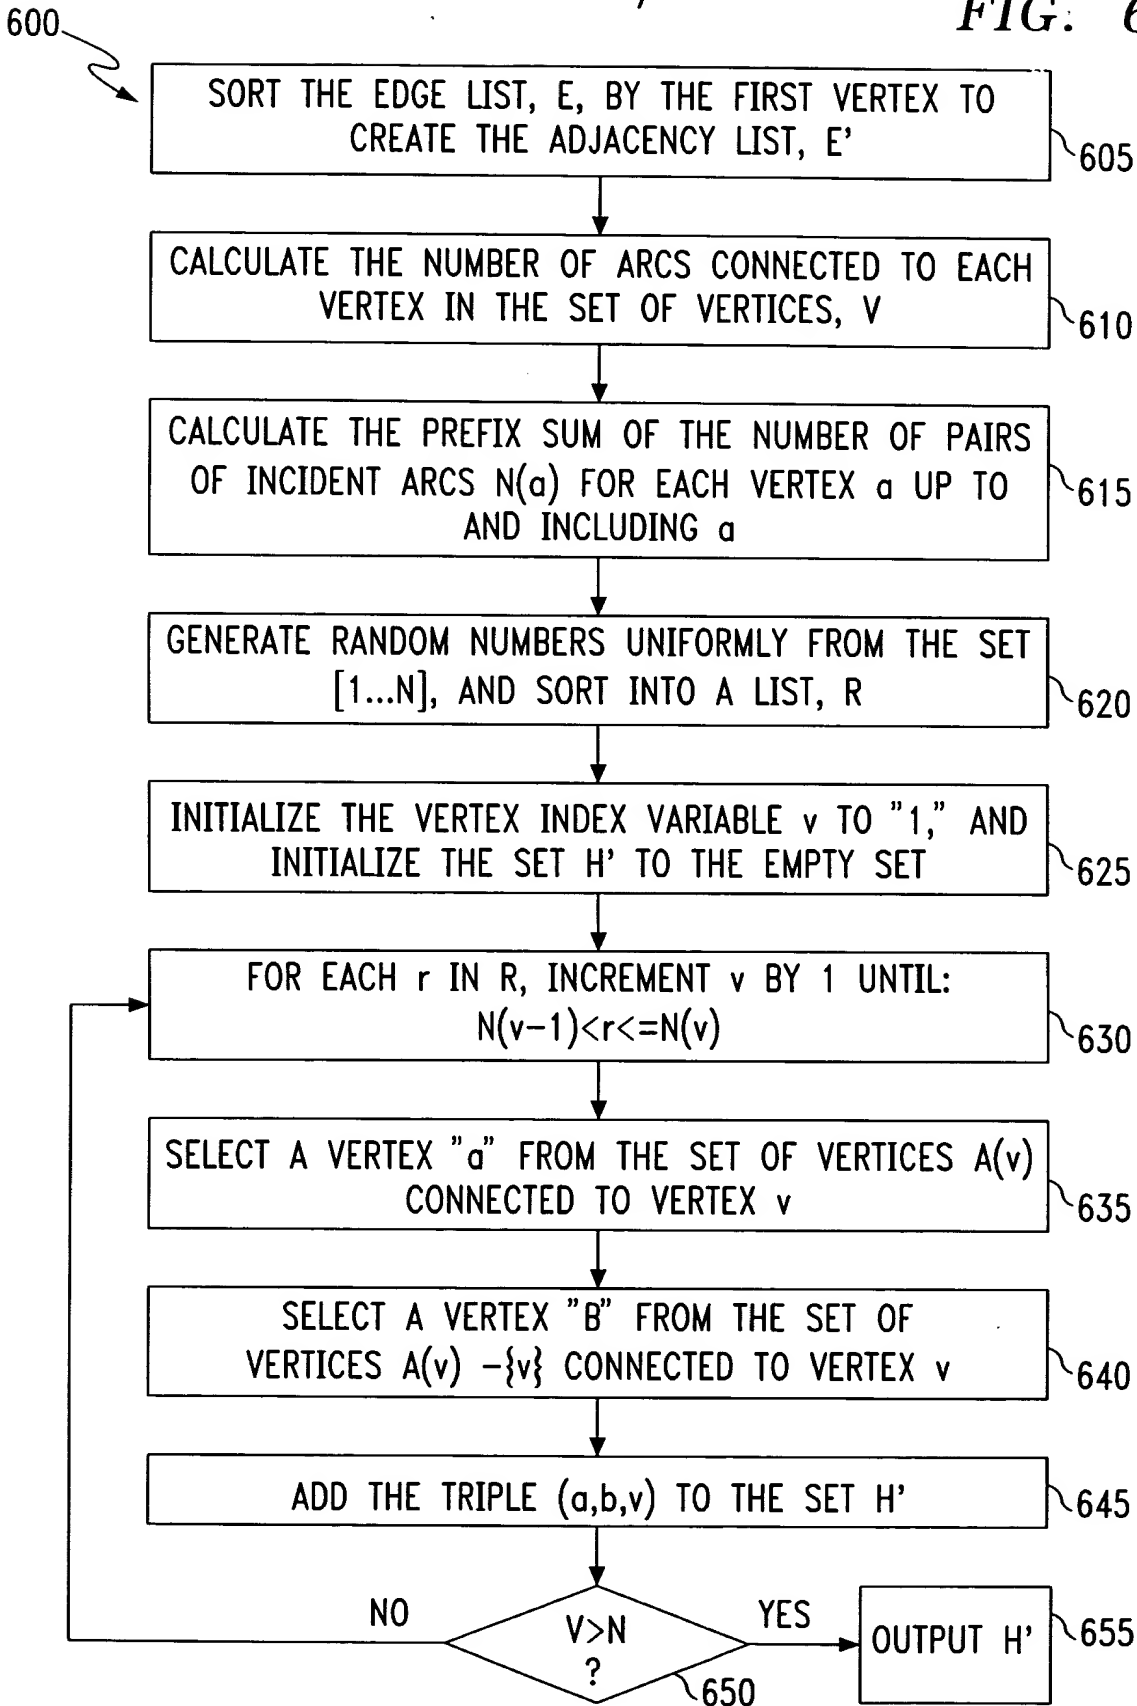 600
FIG. 6
SORT THE EDGE LIST, E, BY THE FIRST VERTEX TO
CREATE THE ADJACENCY LIST, E'
605
CALCULATE THE NUMBER OF ARCS CONNECTED TO EACH
VERTEX IN THE SET OF VERTICES, V
610
CALCULATE THE PREFIX SUM OF THE NUMBER OF PAIRS
OF INCIDENT ARCS N(a) FOR EACH VERTEX a UP TO
AND INCLUDING a
615
GENERATE RANDOM NUMBERS UNIFORMLY FROM THE SET
[1...N], AND SORT INTO A LIST, R
620
INITIALIZE THE VERTEX INDEX VARIABLE v TO "1," AND
INITIALIZE THE SET H' TO THE EMPTY SET
625
FOR EACH r IN R, INCREMENT v BY 1 UNTIL:
N(v-1)<r<=N(v)
630
SELECT A VERTEX "a" FROM THE SET OF VERTICES A(v)
CONNECTED TO VERTEX v
635
SELECT A VERTEX "B" FROM THE SET OF
VERTICES A(v) -{v} CONNECTED TO VERTEX v
640
ADD THE TRIPLE (a,b,v) TO THE SET H'
645
NO
V>N
?
YES
650
OUTPUT H'
655